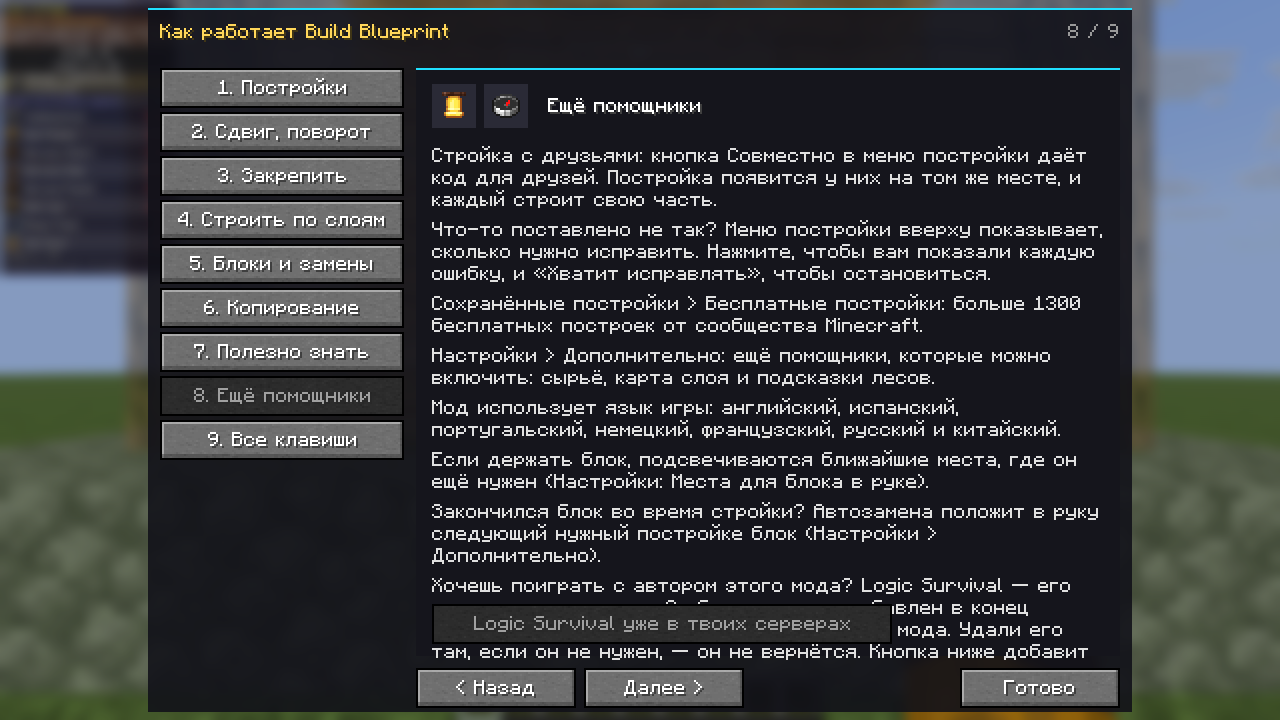 Как работает Build Blueprint
8 / 9
1. Постройки
2. Сдвиг, поворот
3. Закрепить
4. Строить по слоям
5. Блоки и замены
6. Копирование
7. Полезно знать
8. Ещё помощники
9. Все клавиши
Ещё помощники
Стройка с друзьями: кнопка Совместно в меню постройки даёт
код для друзей. Постройка появится у них на том же месте, и
каждый строит свою часть.
Что-то поставлено не так? Меню постройки вверху показывает,
сколько нужно исправить. Нажмите, чтобы вам показали каждую
ошибку, и «Хватит исправлять», чтобы остановиться.
Сохранённые постройки > Бесплатные постройки: больше 1300
бесплатных построек от сообщества Minecraft.
Настройки > Дополнительно: ещё помощники, которые можно
включить: сырьё, карта слоя и подсказки лесов.
Мод использует язык игры: английский, испанский,
португальский, немецкий, французский, русский и китайский.
Если держать блок, подсвечиваются ближайшие места, где он
ещё нужен (Настройки: Места для блока в руке).
Закончился блок во время стройки? Автозамена положит в руку
следующий нужный постройке блок (Настройки >
Дополнительно).
Хочешь поиграть с автором этого мода? Logic Survival — его
в конец
Logic Survival уже в твоих серверах
мода. Удали его
там, если он не нужен, — он не вернётся. Кнопка ниже добавит
< Назад
Далее >
Готово